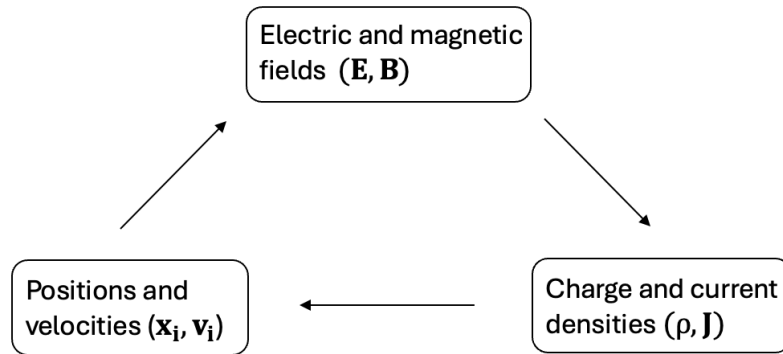 Electric and magnetic
fields (E, B)
Positions and
velocities (xᵢ, vᵢ)
Charge and current
densities (ρ, J)